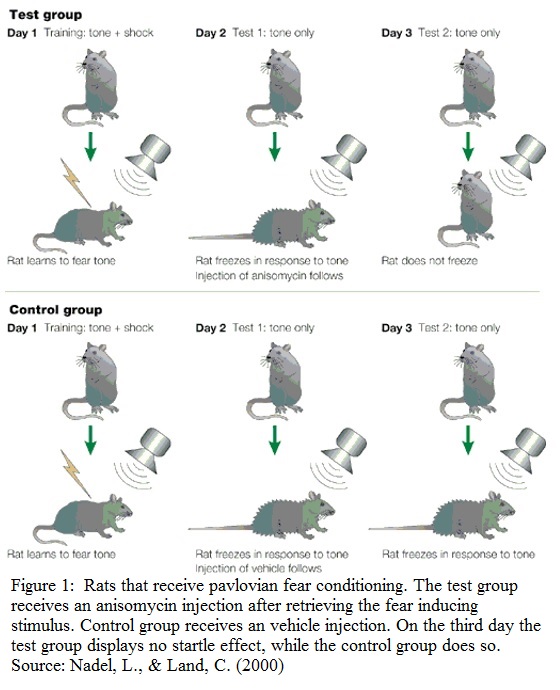 Test group
Day 1 Training: tone + shock
Day 2 Test 1: tone only
Day 3 Test 2: tone only
Rat learns to fear tone
Rat freezes in response to tone
Injection of anisomycin follows
Rat does not freeze
Control group
Day 1 Training: tone + shock
Day 2 Test 1: tone only
Day 3 Test 2: tone only
Rat learns to fear tone
Rat freezes in response to tone
Injection of vehicle follows
Rat freezes in response to tone
Figure 1: Rats that receive pavlovian fear conditioning. The test group
receives an anisomycin injection after retrieving the fear inducing
stimulus. Control group receives an vehicle injection. On the third day the
test group displays no startle effect, while the control group does so.
Source: Nadel, L., & Land, C. (2000)